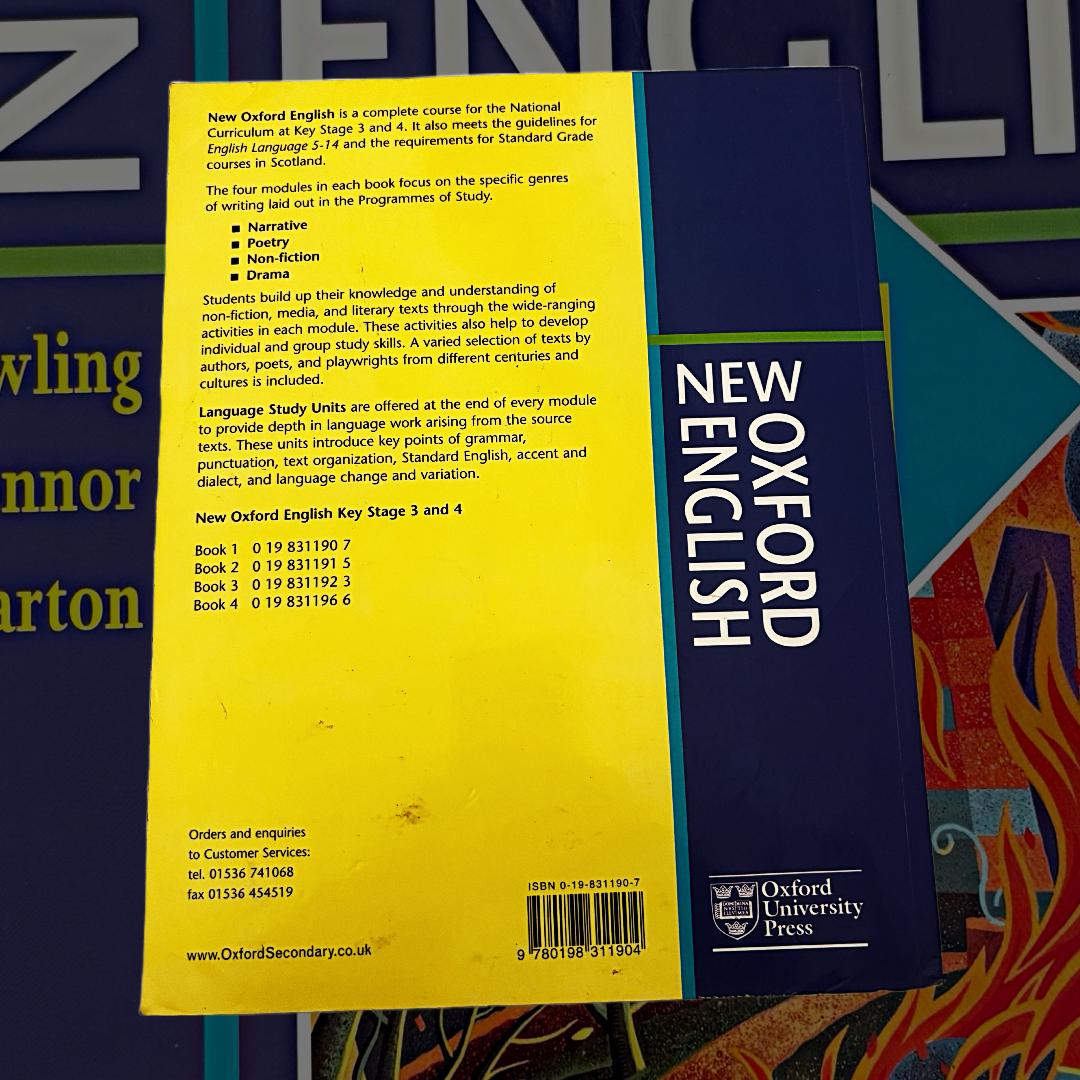 ENGLI
wling
nnor
arton
New Oxford English is a complete course for the National
Curriculum at Key Stage 3 and 4. It also meets the guidelines for
English Language 5-14 and the requirements for Standard Grade
courses in Scotland.
The four modules in each book focus on the specific genres
of writing laid out in the Programmes of Study.
■ Narrative
■ Poetry
■ Non-fiction
■ Drama
Students build up their knowledge and understanding of
non-fiction, media, and literary texts through the wide-ranging
activities in each module. These activities also help to develop
individual and group study skills. A varied selection of texts by
authors, poets, and playwrights from different centuries and
cultures is included.
Language Study Units are offered at the end of every module
to provide depth in language work arising from the source
texts. These units introduce key points of grammar,
punctuation, text organization, Standard English, accent and
dialect, and language change and variation.
New Oxford English Key Stage 3 and 4
Book 1 0 19 831190 7
Book 2 0 19 831191 5
Book 3 0 19 831192 3
Book 4 0 19 831196 6
Orders and enquiries
to Customer Services:
tel. 01536 741068
fax 01536 454519
www.OxfordSecondary.co.uk
ISBN 0-19-831190-7
9 780198 311904
NEW
OXFORD
ENGLISH
Oxford
University
Press